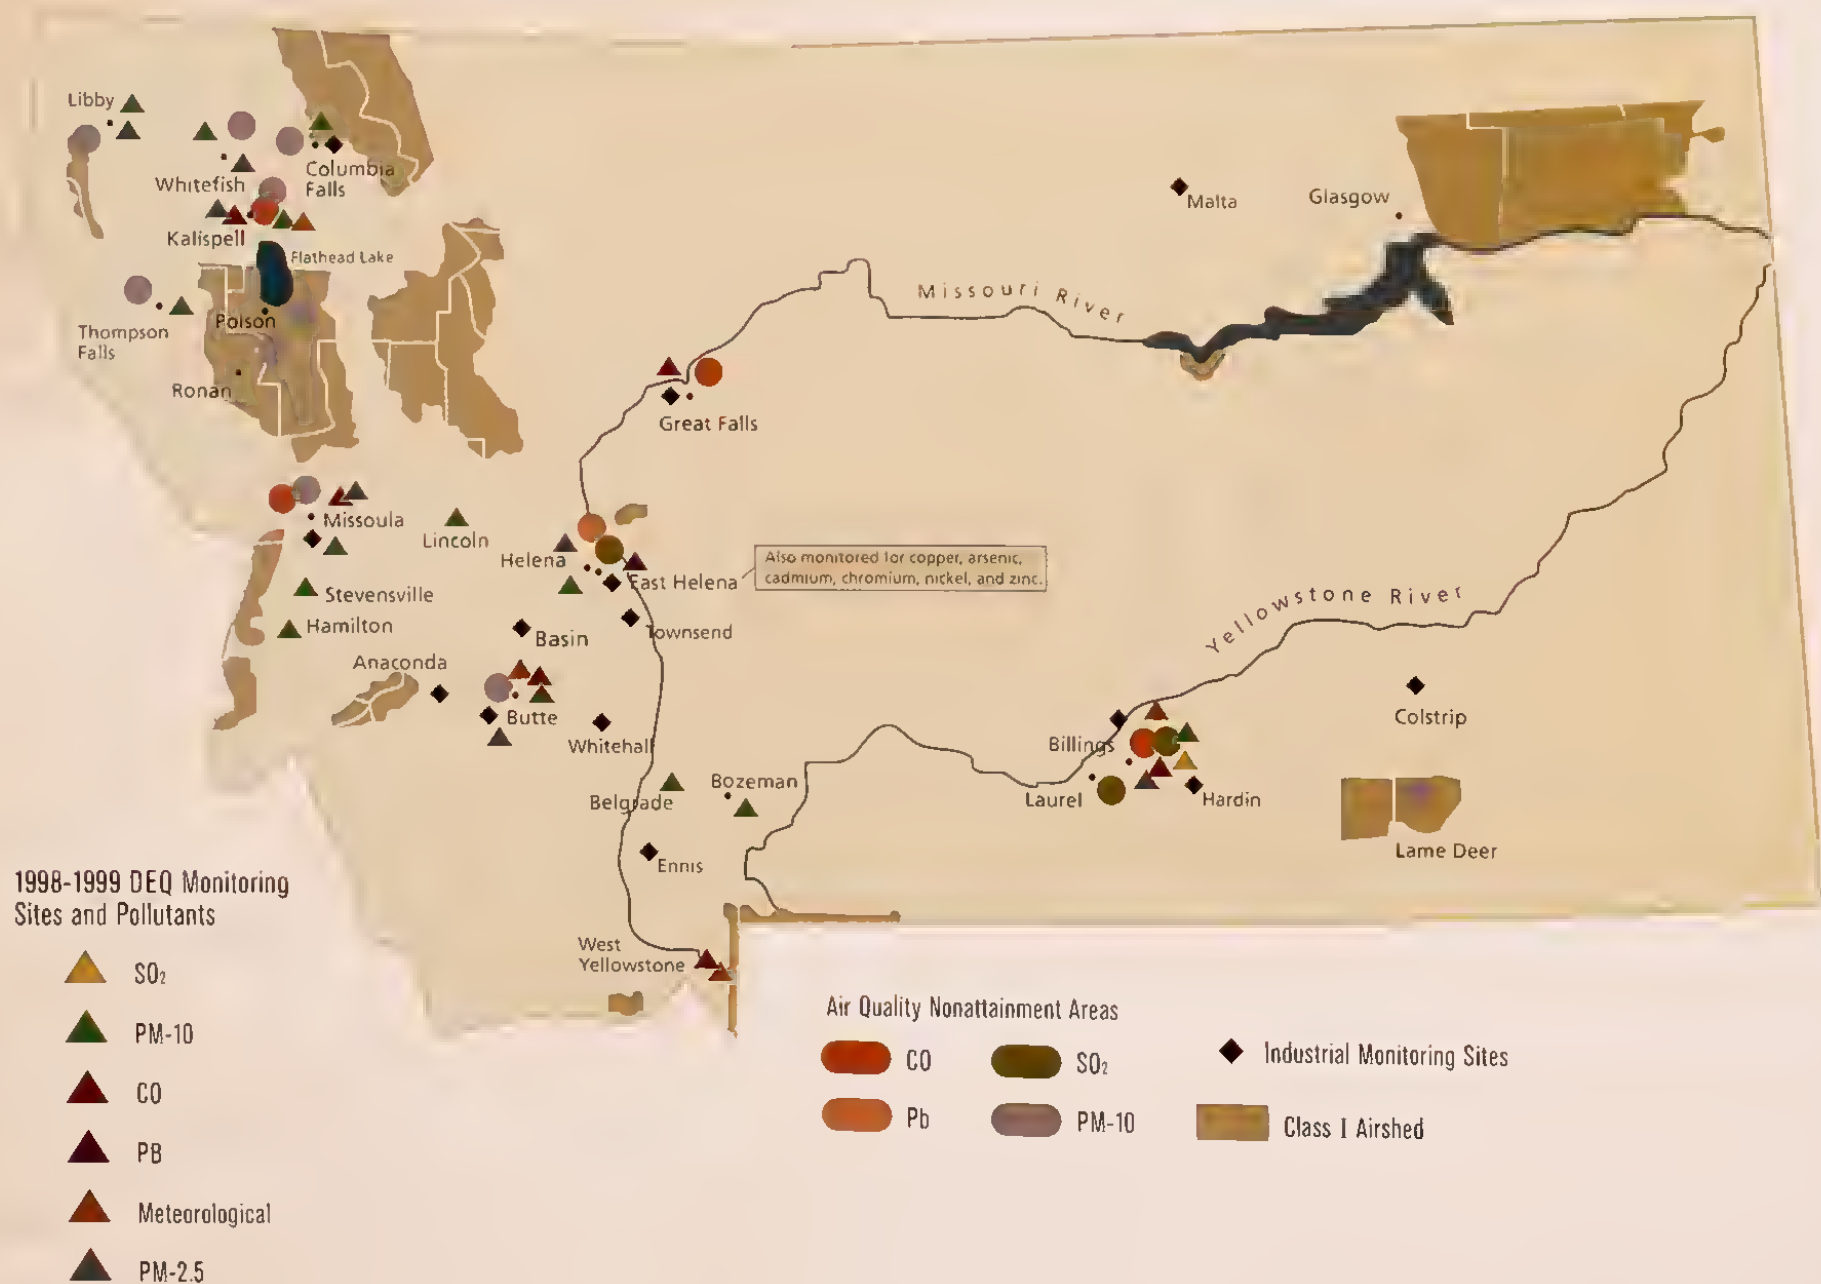 Libby
Whitefish
Columbia
Falls
Kalispell
Flathead Lake
Thompson
Falls
Polson
Ronan
Malta
Glasgow
Missouri River
Great Falls
Missoula
Lincoln
Helena
East Helena
Also monitored for copper, arsenic,
cadmium, chromium, nickel, and zinc.
Stevensville
Hamilton
Basin
Townsend
Yellowstone River
Anaconda
Butte
Whitehall
Billings
Colstrip
Belgrade
Bozeman
Laurel
Hardin
Ennis
Lame Deer
West
Yellowstone
1998-1999 DEQ Monitoring
Sites and Pollutants
SO₂
PM-10
CO
PB
Meteorological
PM-2.5
Air Quality Nonattainment Areas
CO
SO₂
Pb
PM-10
Industrial Monitoring Sites
Class I Airshed